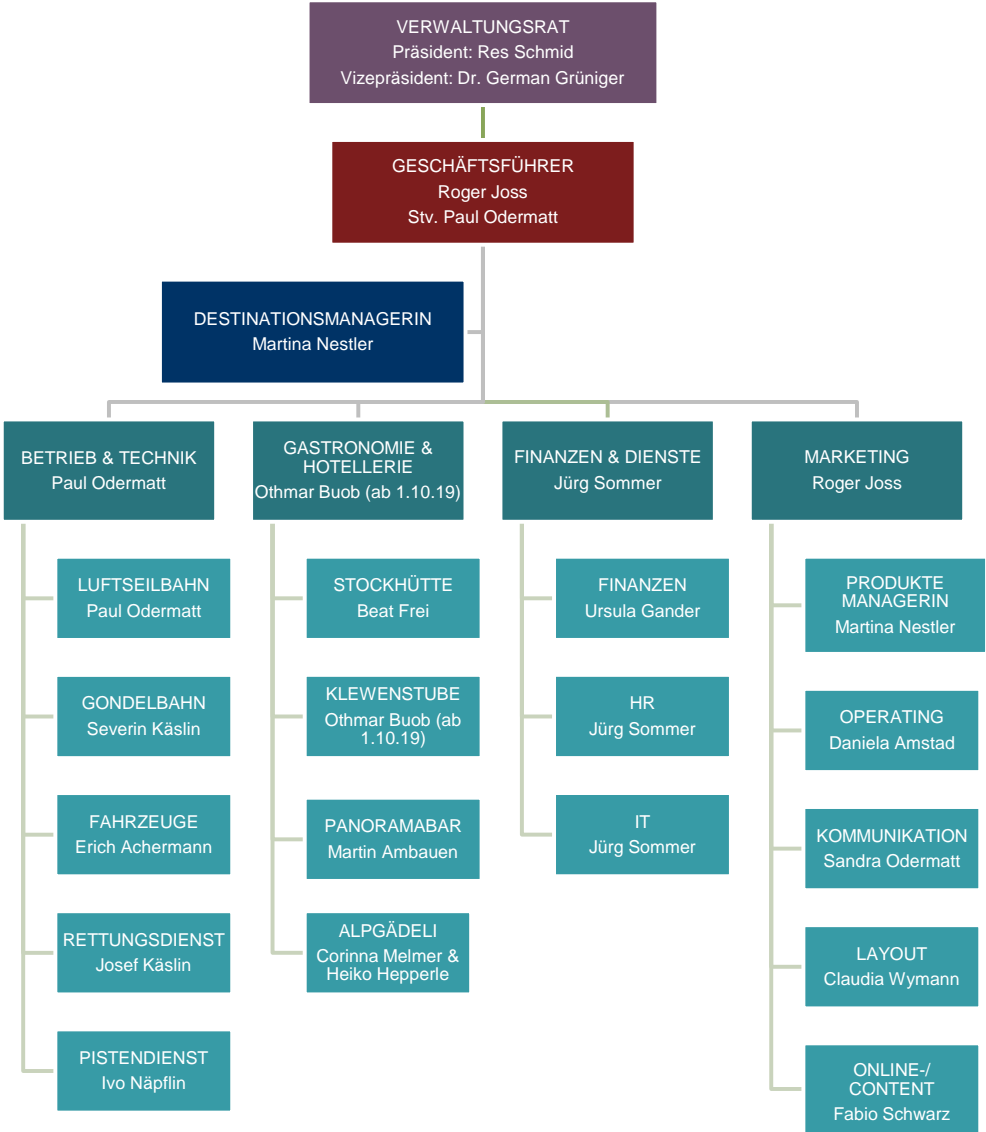 VERWALTUNGSRAT
Präsident: Res Schmid
Vizepräsident: Dr. German Grüniger
GESCHÄFTSFÜHRER
Roger Joss
Stv. Paul Odermatt
DESTINATIONSMANAGERIN
Martina Nestler
BETRIEB & TECHNIK
Paul Odermatt
GASTRONOMIE &
HOTELLERIE
Othmar Buob (ab 1.10.19)
FINANZEN & DIENSTE
Jürg Sommer
MARKETING
Roger Joss
LUFTSEILBAHN
Paul Odermatt
GONDELBAHN
Severin Käslin
FAHRZEUGE
Erich Achermann
RETTUNGSDIENST
Josef Käslin
PISTENDIENST
Ivo Näpflin
STOCKHÜTTE
Beat Frei
KLEWENSTUBE
Othmar Buob (ab
1.10.19)
PANORAMABAR
Martin Ambauen
ALPGÄDELI
Corinna Melmer &
Heiko Hepperle
FINANZEN
Ursula Gander
HR
Jürg Sommer
IT
Jürg Sommer
PRODUKTE
MANAGERIN
Martina Nestler
OPERATING
Daniela Amstad
KOMMUNIKATION
Sandra Odermatt
LAYOUT
Claudia Wymann
ONLINE-/
CONTENT
Fabio Schwarz